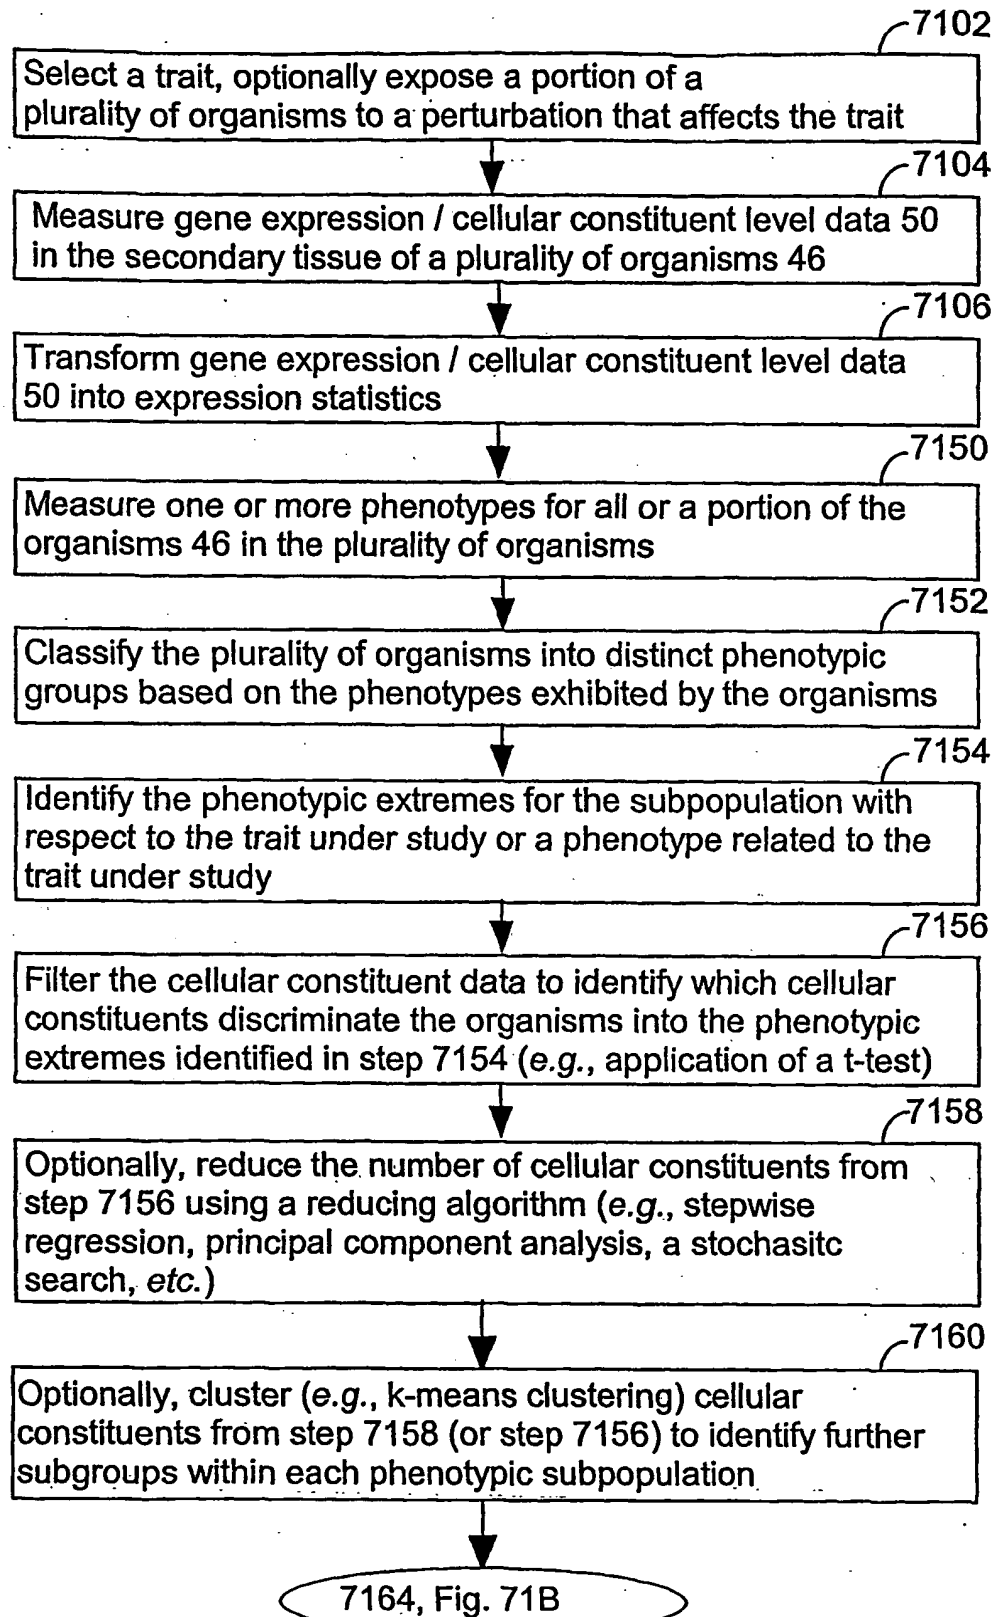 7102
Select a trait, optionally expose a portion of a
plurality of organisms to a perturbation that affects the trait
7104
Measure gene expression / cellular constituent level data 50
in the secondary tissue of a plurality of organisms 46
7106
Transform gene expression / cellular constituent level data
50 into expression statistics
7150
Measure one or more phenotypes for all or a portion of the
organisms 46 in the plurality of organisms
7152
Classify the plurality of organisms into distinct phenotypic
groups based on the phenotypes exhibited by the organisms
7154
Identify the phenotypic extremes for the subpopulation with
respect to the trait under study or a phenotype related to the
trait under study
7156
Filter the cellular constituent data to identify which cellular
constituents discriminate the organisms into the phenotypic
extremes identified in step 7154 (e.g., application of a t-test)
7158
Optionally, reduce the number of cellular constituents from
step 7156 using a reducing algorithm (e.g., stepwise
regression, principal component analysis, a stochasitc
search, etc.)
7160
Optionally, cluster (e.g., k-means clustering) cellular
constituents from step 7158 (or step 7156) to identify further
subgroups within each phenotypic subpopulation
7164, Fig. 71B